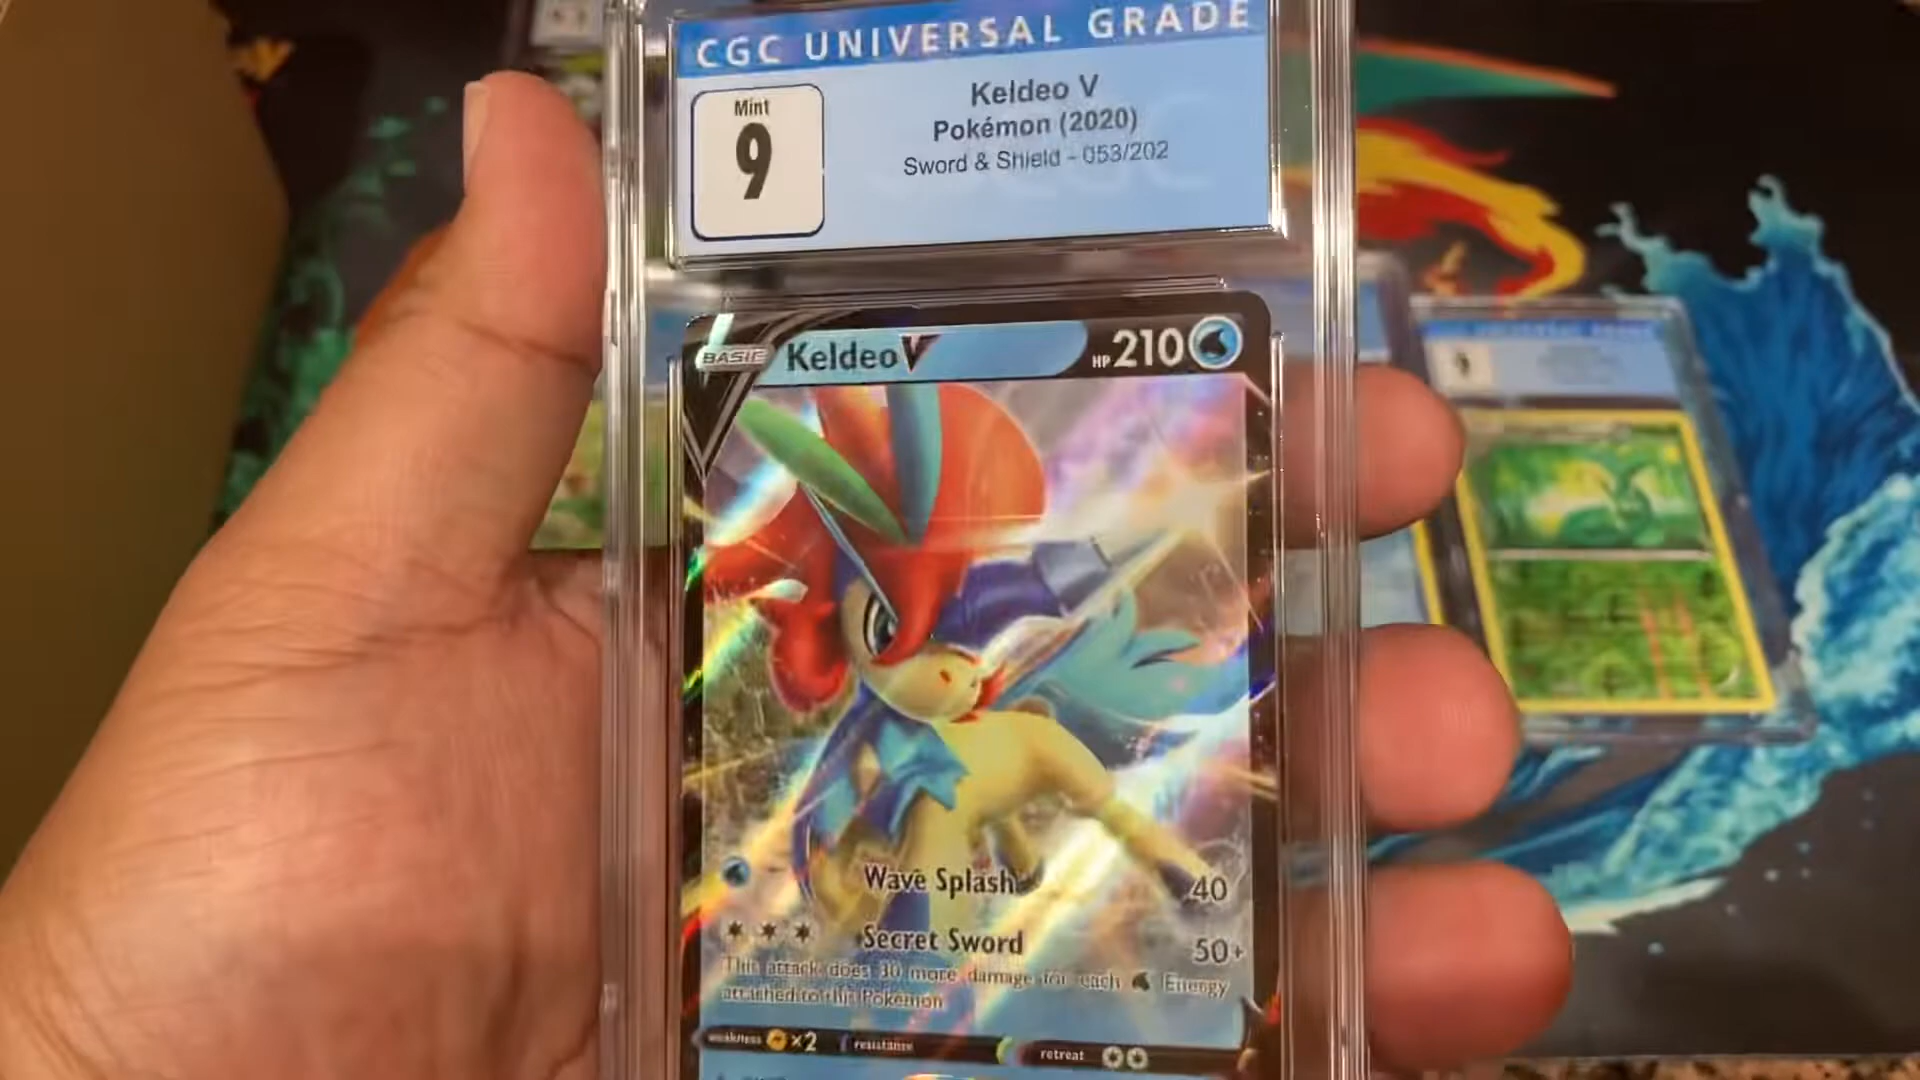 CGC UNIVERSAL GRADE
Mint
9
Keldeo V
Pokémon (2020)
Sword & Shield - 053/202
BASIC Keldeo V HP 210
Wave Splash 40
Secret Sword 50+
This attack does 30 more damage for each Energy
attached to this Pokémon
weakness ×2 resistance retreat
9